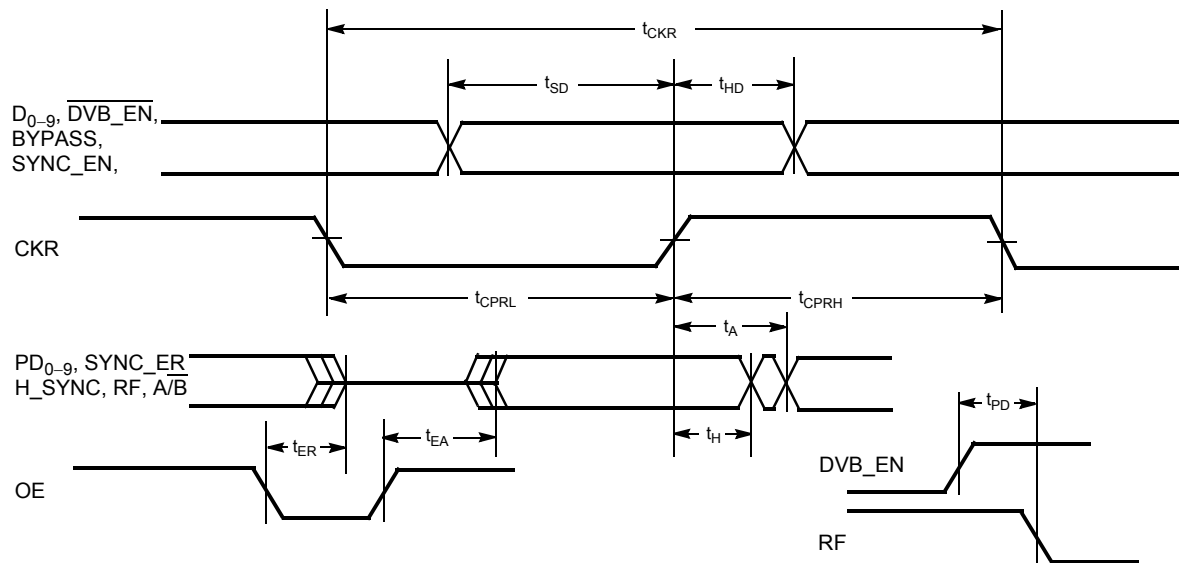 tCKR
tSD
tHD
D0–9, DVB_EN,
BYPASS,
SYNC_EN,
CKR
tCPRL
tCPRH
tA
PD0–9, SYNC_ER
H_SYNC, RF, A/B
tER
tEA
tH
tPD
DVB_EN
OE
RF